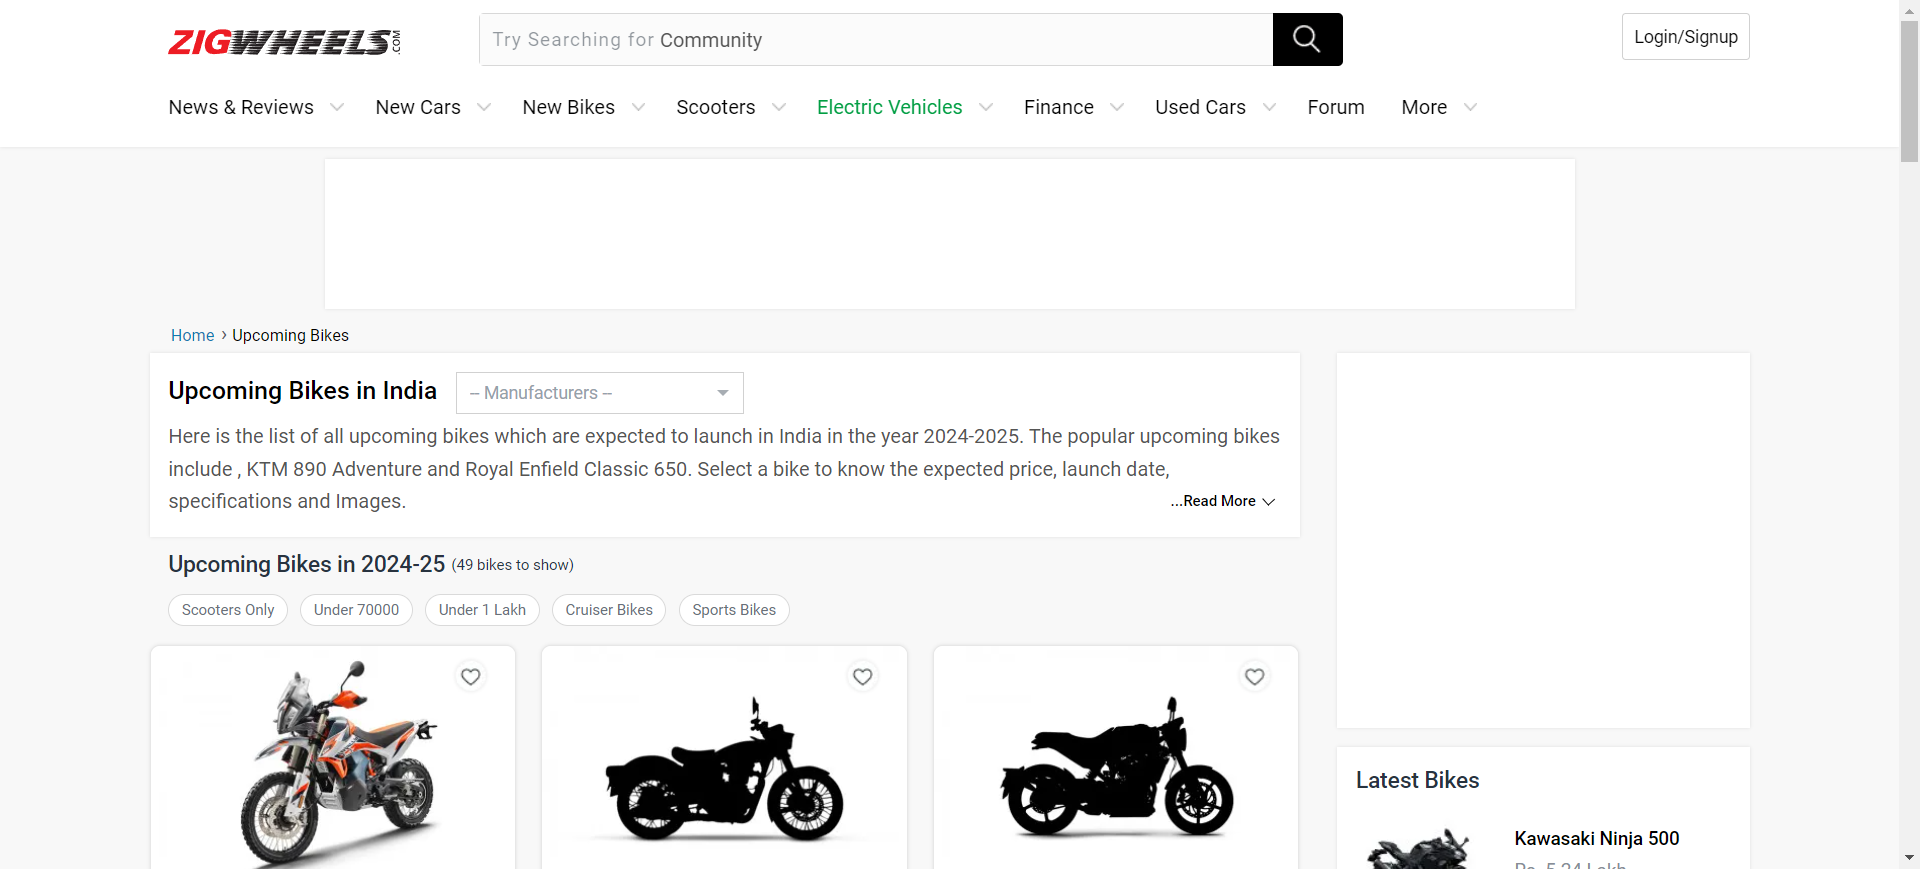 ZIGWHEELS.COM
Try Searching for Community
Login/Signup
News & Reviews
New Cars
New Bikes
Scooters
Electric Vehicles
Finance
Used Cars
Forum
More
Home › Upcoming Bikes
Upcoming Bikes in India
-- Manufacturers --
Here is the list of all upcoming bikes which are expected to launch in India in the year 2024-2025. The popular upcoming bikes
include , KTM 890 Adventure and Royal Enfield Classic 650. Select a bike to know the expected price, launch date,
specifications and Images.
...Read More
Upcoming Bikes in 2024-25 (49 bikes to show)
Scooters Only
Under 70000
Under 1 Lakh
Cruiser Bikes
Sports Bikes
Latest Bikes
Kawasaki Ninja 500
Rs. 5.24 Lakh